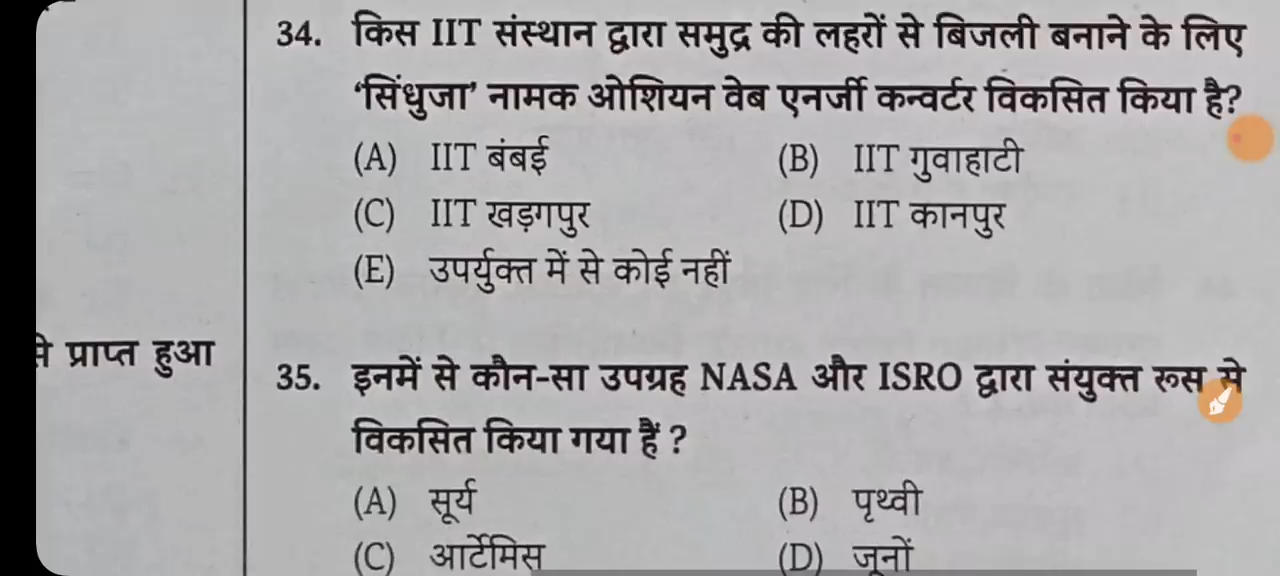 34. किस IIT संस्थान द्वारा समुद्र की लहरों से बिजली बनाने के लिए
'सिंधुजा' नामक ओशियन वेब एनर्जी कन्वर्टर विकसित किया है?
(A) IIT बंबई (B) IIT गुवाहाटी
(C) IIT खड़गपुर (D) IIT कानपुर
(E) उपर्युक्त में से कोई नहीं
से प्राप्त हुआ
35. इनमें से कौन-सा उपग्रह NASA और ISRO द्वारा संयुक्त रूस से
विकसित किया गया हैं ?
(A) सूर्य (B) पृथ्वी
(C) आर्टेमिस (D) जूनों